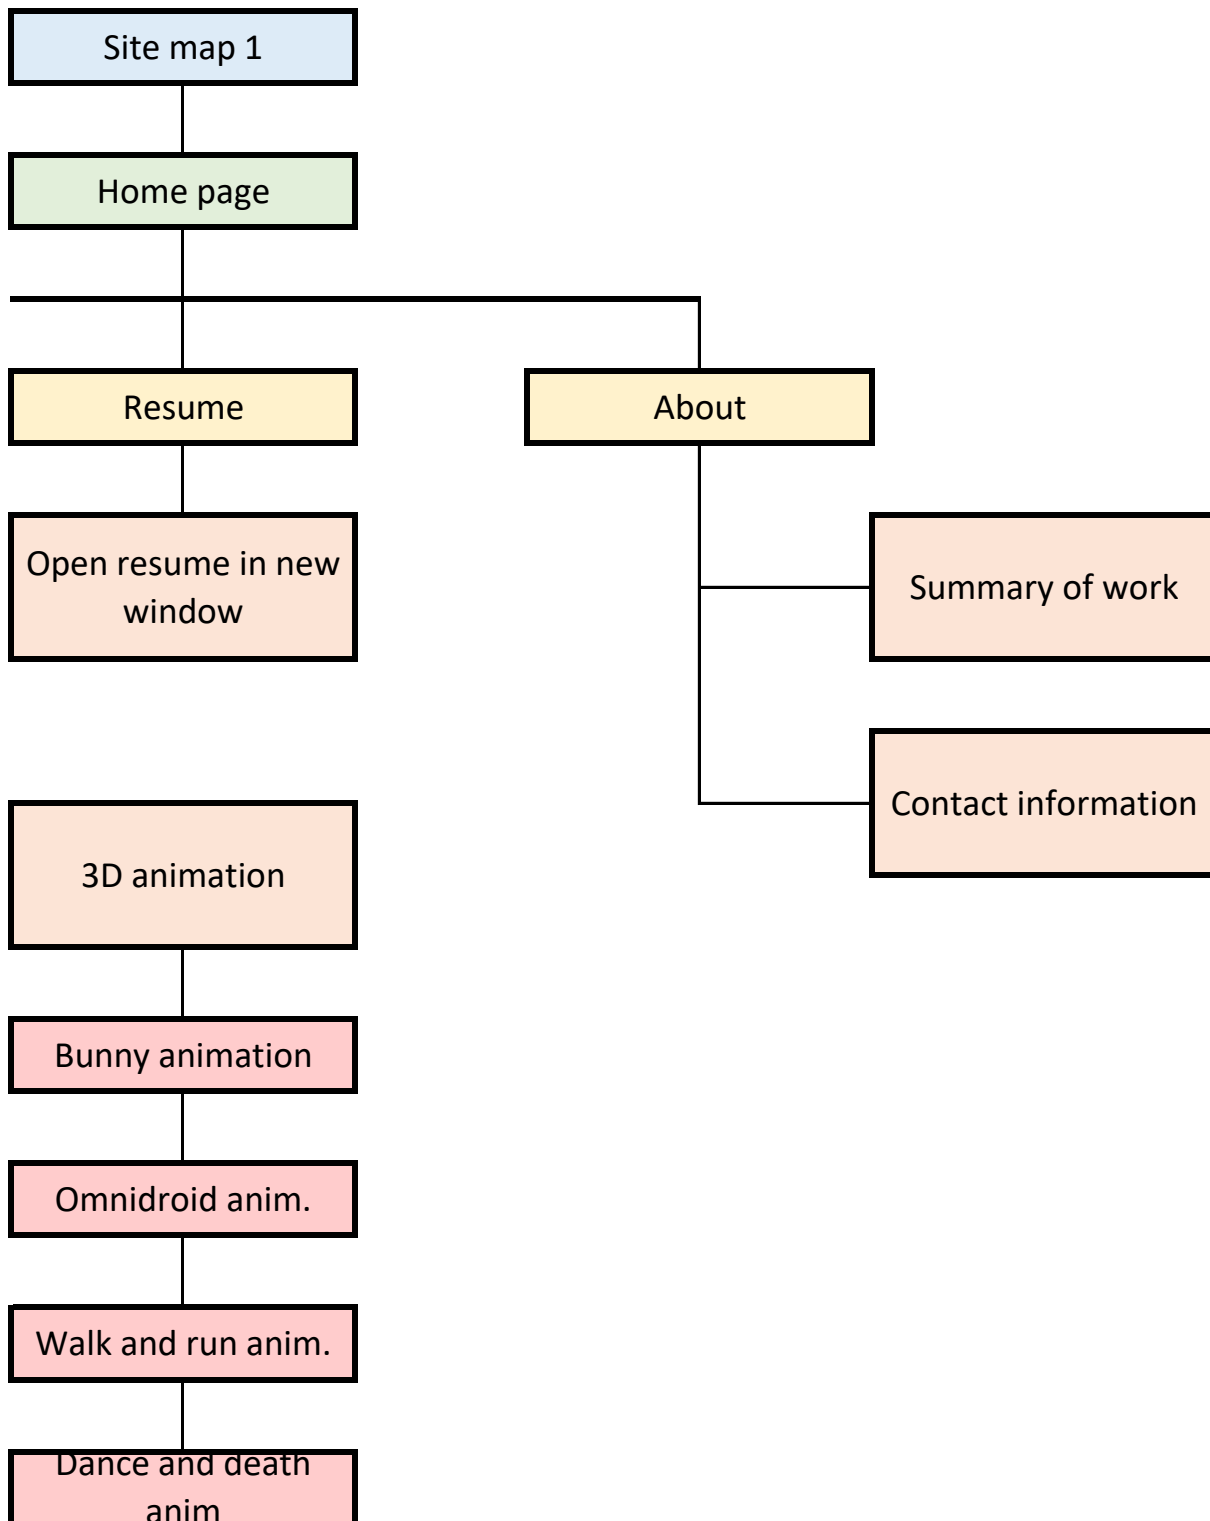 Site map 1
Home page
Resume
About
Open resume in new
window
Summary of work
Contact information
3D animation
Bunny animation
Omnidroid anim.
Walk and run anim.
Dance and death
anim